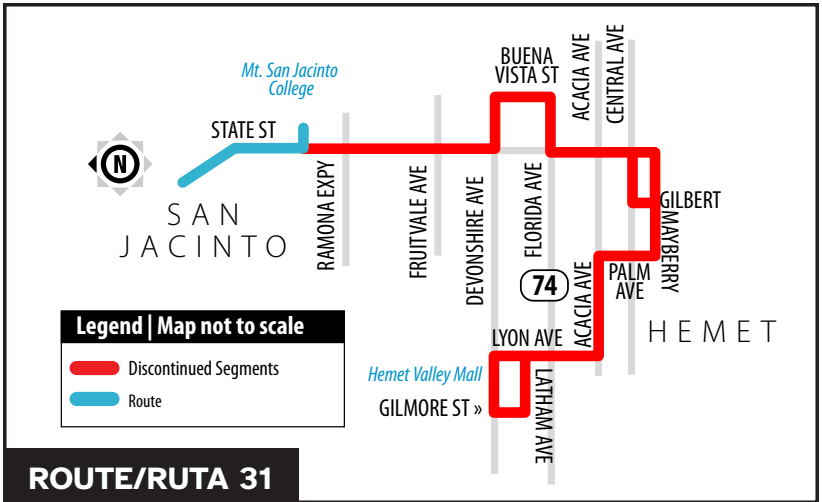 BUENA
VISTA ST
ACACIA AVE
CENTRAL AVE
Mt. San Jacinto
College
STATE ST
N
SAN
JACINTO
RAMONA EXPY
FRUITVALE AVE
DEVONSHIRE AVE
FLORIDA AVE
GILBERT
MAYBERRY
PALM
AVE
ACACIA AVE
74
HEMET
LYON AVE
Hemet Valley Mall
GILMORE ST »
LATHAM AVE
Legend | Map not to scale
Discontinued Segments
Route
ROUTE/RUTA 31